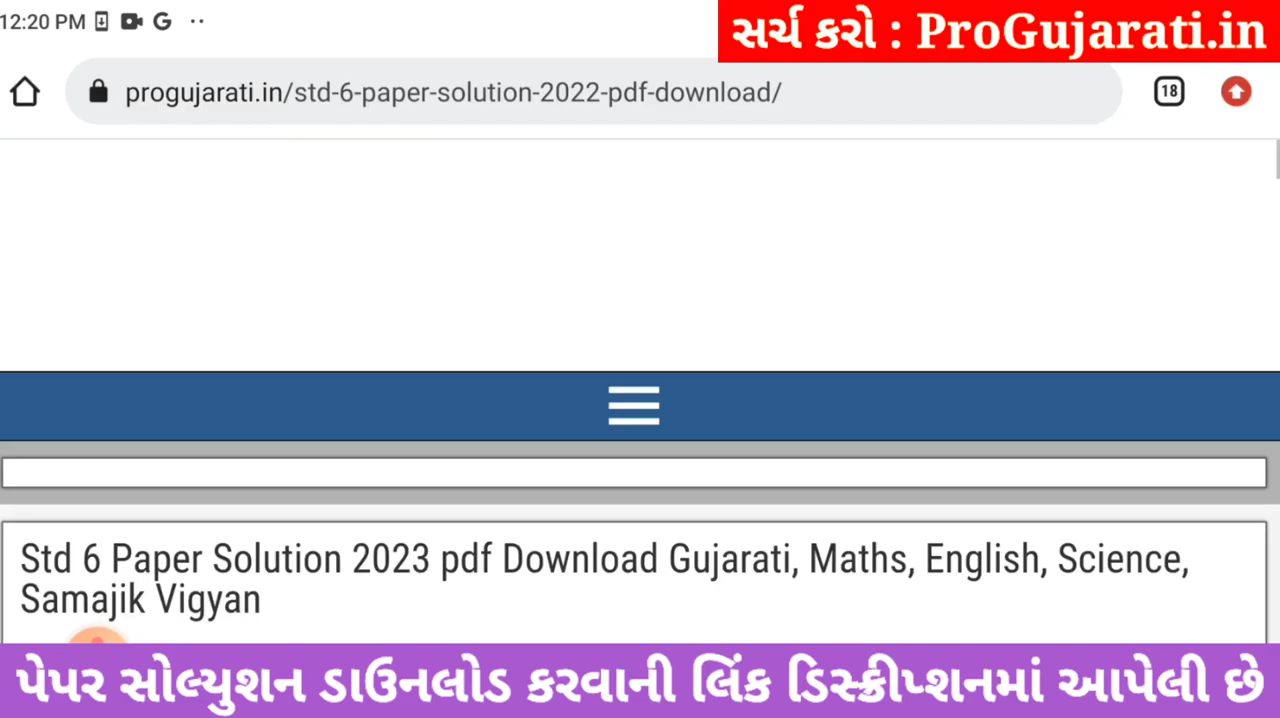 12:20 PM
સર્ચ કરો : ProGujarati.in
progujarati.in/std-6-paper-solution-2022-pdf-download/
18
Std 6 Paper Solution 2023 pdf Download Gujarati, Maths, English, Science,
Samajik Vigyan
પેપર સોલ્યુશન ડાઉનલોડ કરવાની લિંક ડિસ્ક્રીપ્શનમાં આપેલી છે